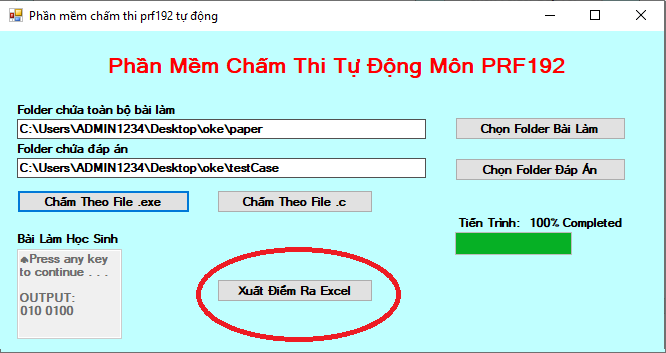 Phần mềm chấm thi prf192 tự động
Phần Mềm Chấm Thi Tự Động Môn PRF192
Folder chứa toàn bộ bài làm
C:\Users\ADMIN1234\Desktop\oke\paper
Chọn Folder Bài Làm
Folder chứa đáp án
C:\Users\ADMIN1234\Desktop\oke\testCase
Chọn Folder Đáp Án
Chấm Theo File .exe
Chấm Theo File .c
Tiến Trình: 100% Completed
Bài Làm Học Sinh
♠Press any key
to continue . . .
OUTPUT:
010 0100
Xuất Điểm Ra Excel